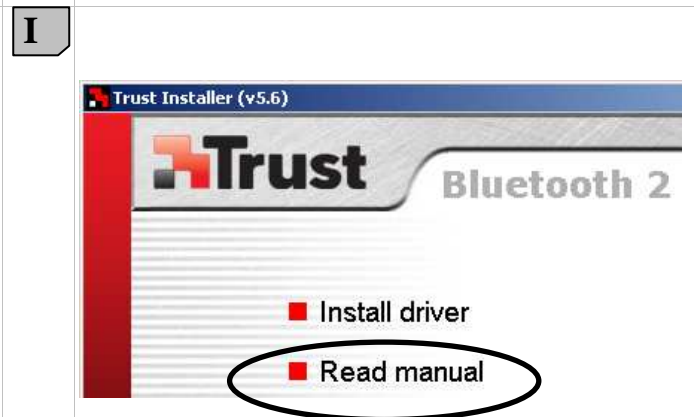 I
Trust Installer (v5.6)
Trust
Bluetooth 2
Install driver
Read manual